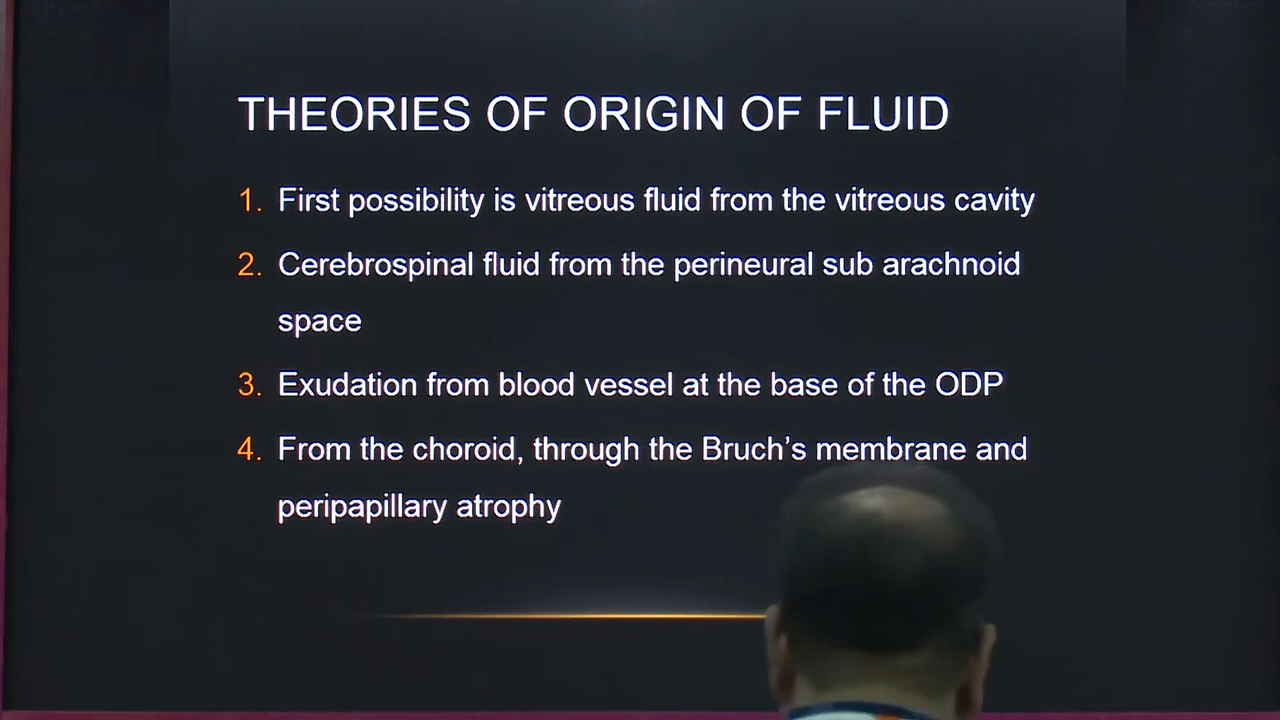 THEORIES OF ORIGIN OF FLUID
1. First possibility is vitreous fluid from the vitreous cavity
2. Cerebrospinal fluid from the perineural sub arachnoid
space
3. Exudation from blood vessel at the base of the ODP
4. From the choroid, through the Bruch’s membrane and
peripapillary atrophy